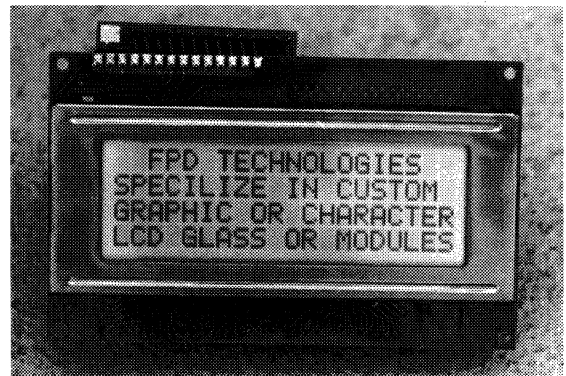 FPD TECHNOLOGIES
SPECILIZE IN CUSTOM
GRAPHIC OR CHARACTER
LCD GLASS OR MODULES